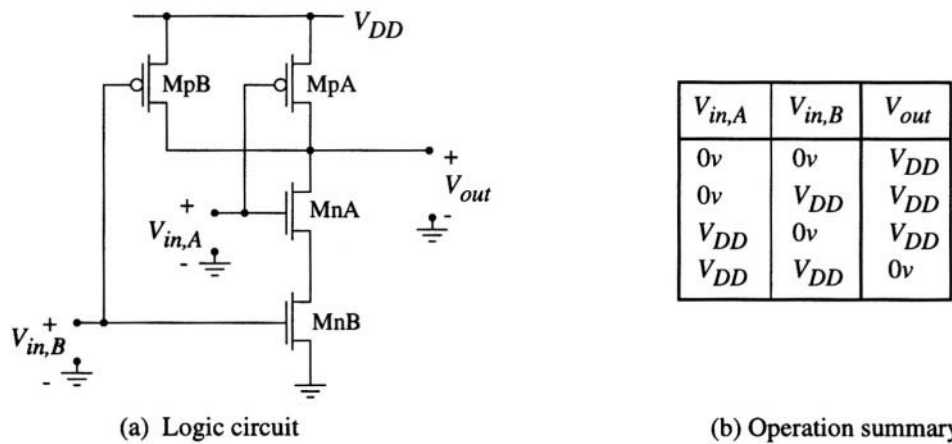 V_DD
MpB
MpA
+
V_out
-
MnA
+
V_in,A
-
MnB
+
V_in,B
-
(a) Logic circuit
V_in,A V_in,B V_out
0v 0v V_DD
0v V_DD V_DD
V_DD 0v V_DD
V_DD V_DD 0v
(b) Operation summary